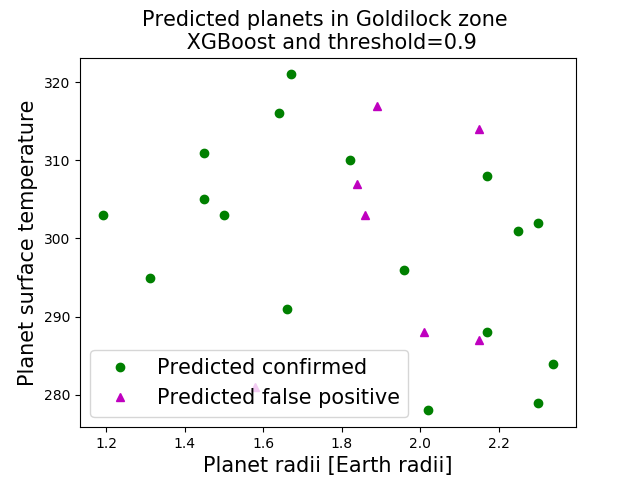 Predicted planets in Goldilock zone
XGBoost and threshold=0.9
Planet surface temperature
320
310
300
290
280
Predicted confirmed
Predicted false positive
1.2 1.4 1.6 1.8 2.0 2.2
Planet radii [Earth radii]